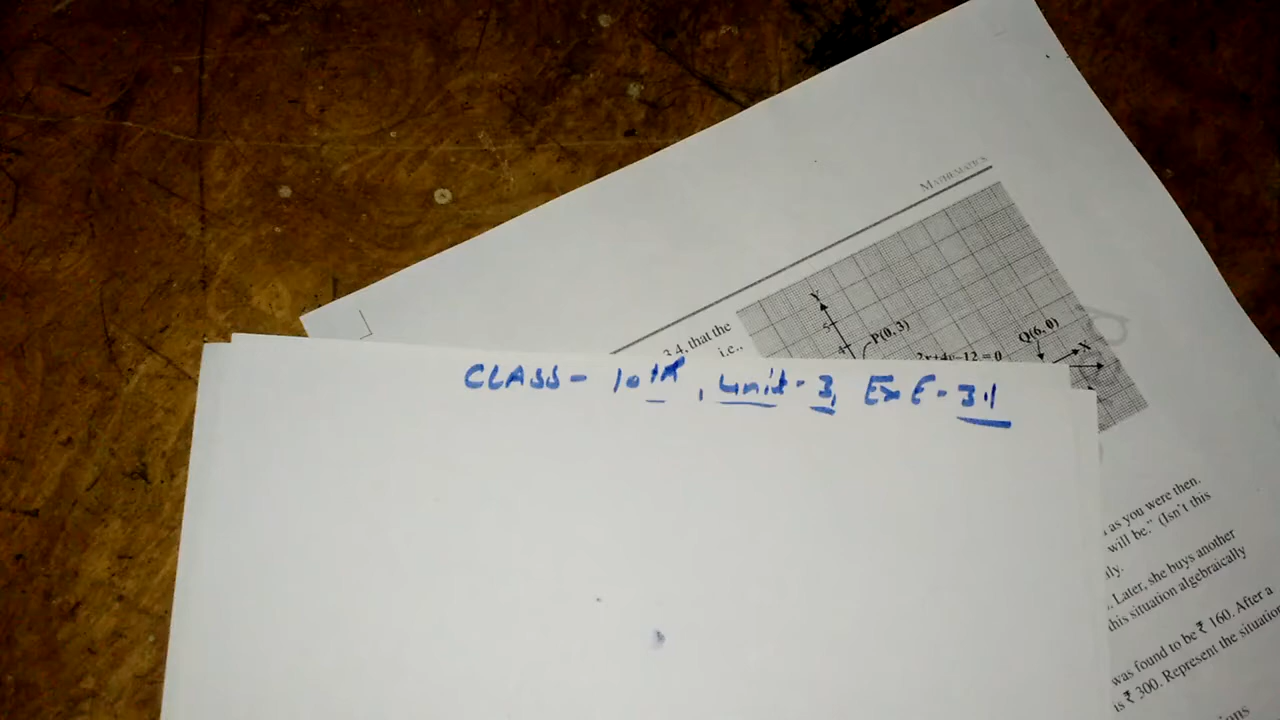 MATHEMATICS
3.4, that the
i.e.,
Y
5
4
P(0, 3)
2x+4y–12 = 0
Q(6, 0)
X
CLASS - 10th, unit - 3, Ex E - 3.1
as you were then.
will be.” (Isn’t this
Later, she buys another
this situation algebraically
was found to be ₹ 160. After a
is ₹ 300. Represent the situation